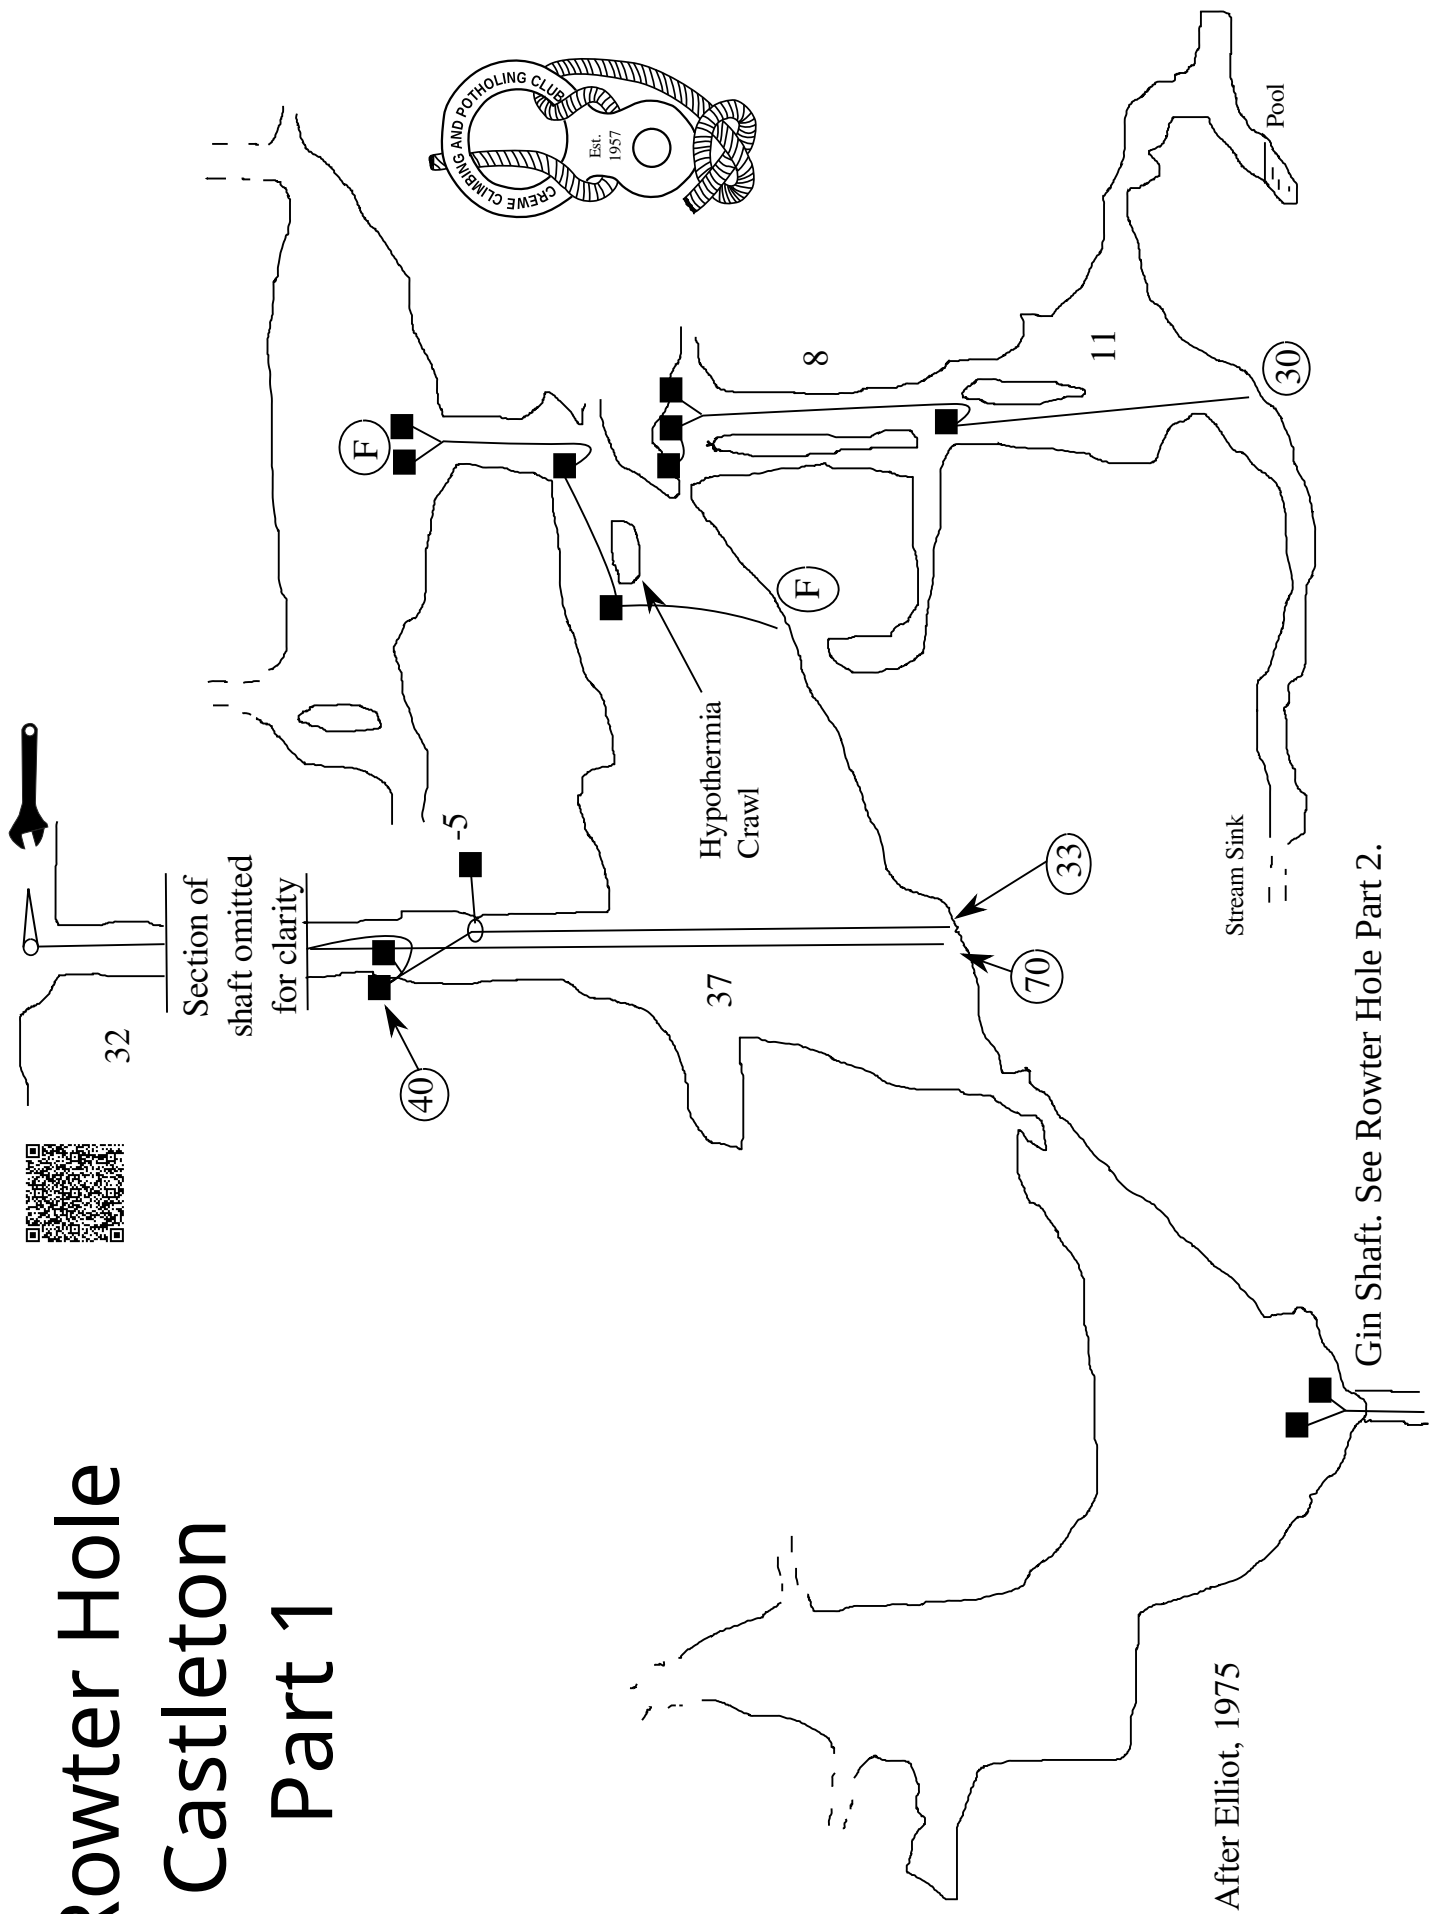 Rowter Hole
Castleton
Part 1
32
Section of
shaft omitted
for clarity
40
-5
37
70
33
Hypothermia
Crawl
F
F
8
11
30
Pool
Stream Sink
Gin Shaft. See Rowter Hole Part 2.
After Elliot, 1975
CREWE CLIMBING AND POTHOLING CLUB
Est.
1957